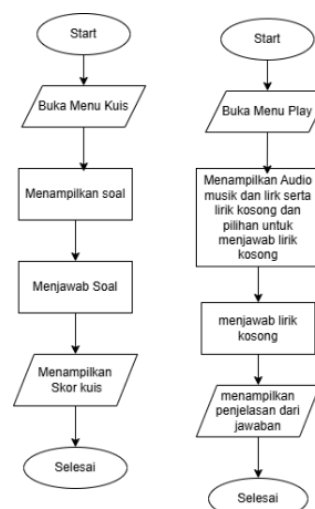 Start
Buka Menu Kuis
Menampilkan soal
Menjawab Soal
Menampilkan
Skor kuis
Selesai
Start
Buka Menu Play
Menampilkan Audio
musik dan lirk serta
lirik kosong dan
pilihan untuk
menjawab lirik
kosong
menjawab lirik
kosong
menampilkan
penjelasan dari
jawaban
Selesai